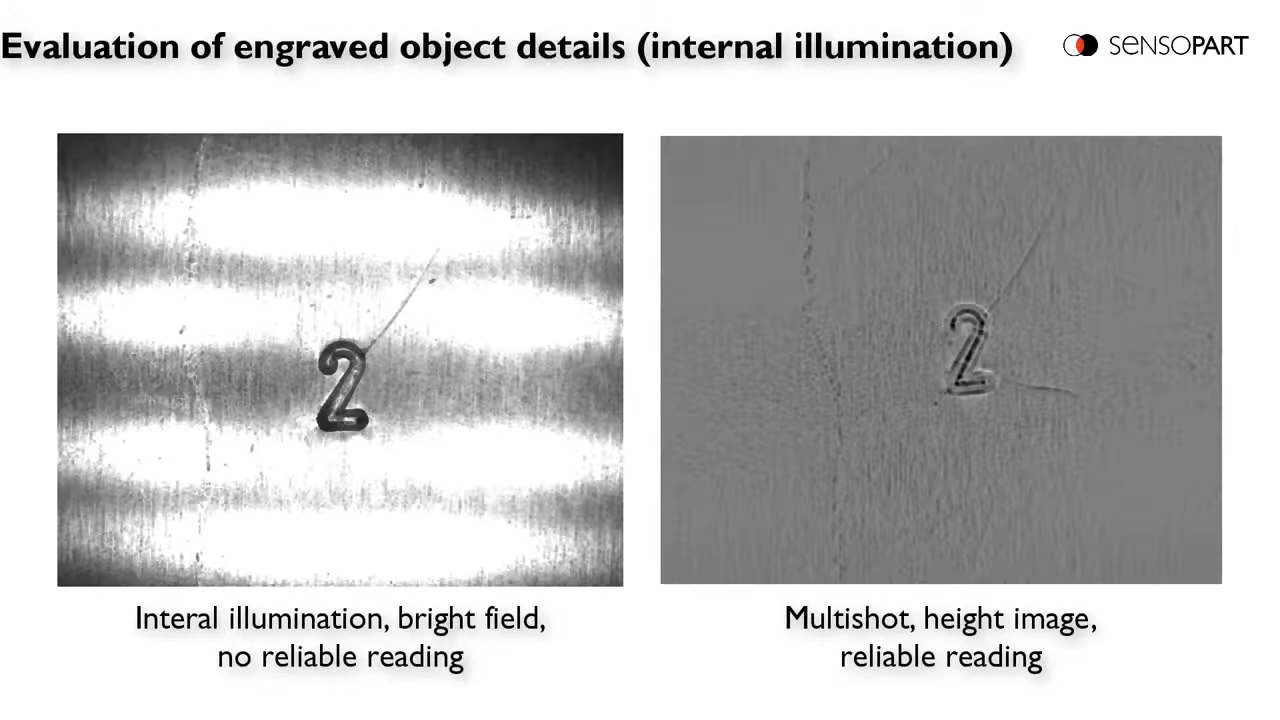 Evaluation of engraved object details (internal illumination)
SENSOPART
2
2
Interal illumination, bright field,
no reliable reading
Multishot, height image,
reliable reading